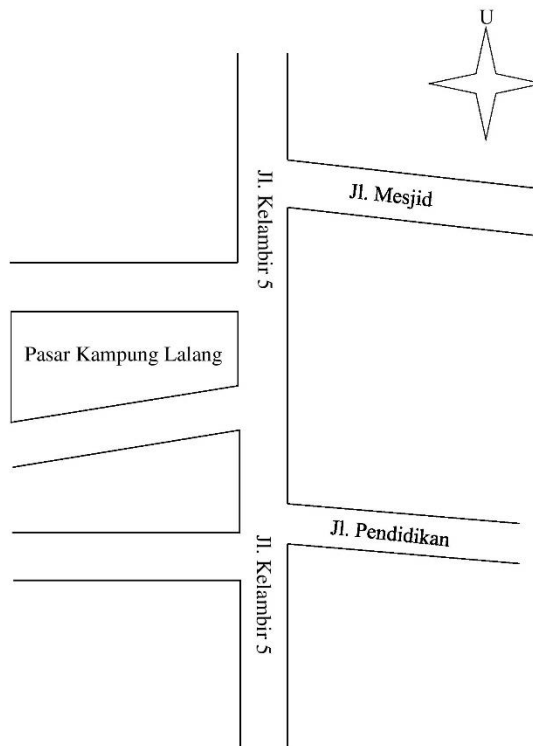 U
Jl. Mesjid
Jl. Kelambir 5
Pasar Kampung Lalang
Jl. Pendidikan
Jl. Kelambir 5